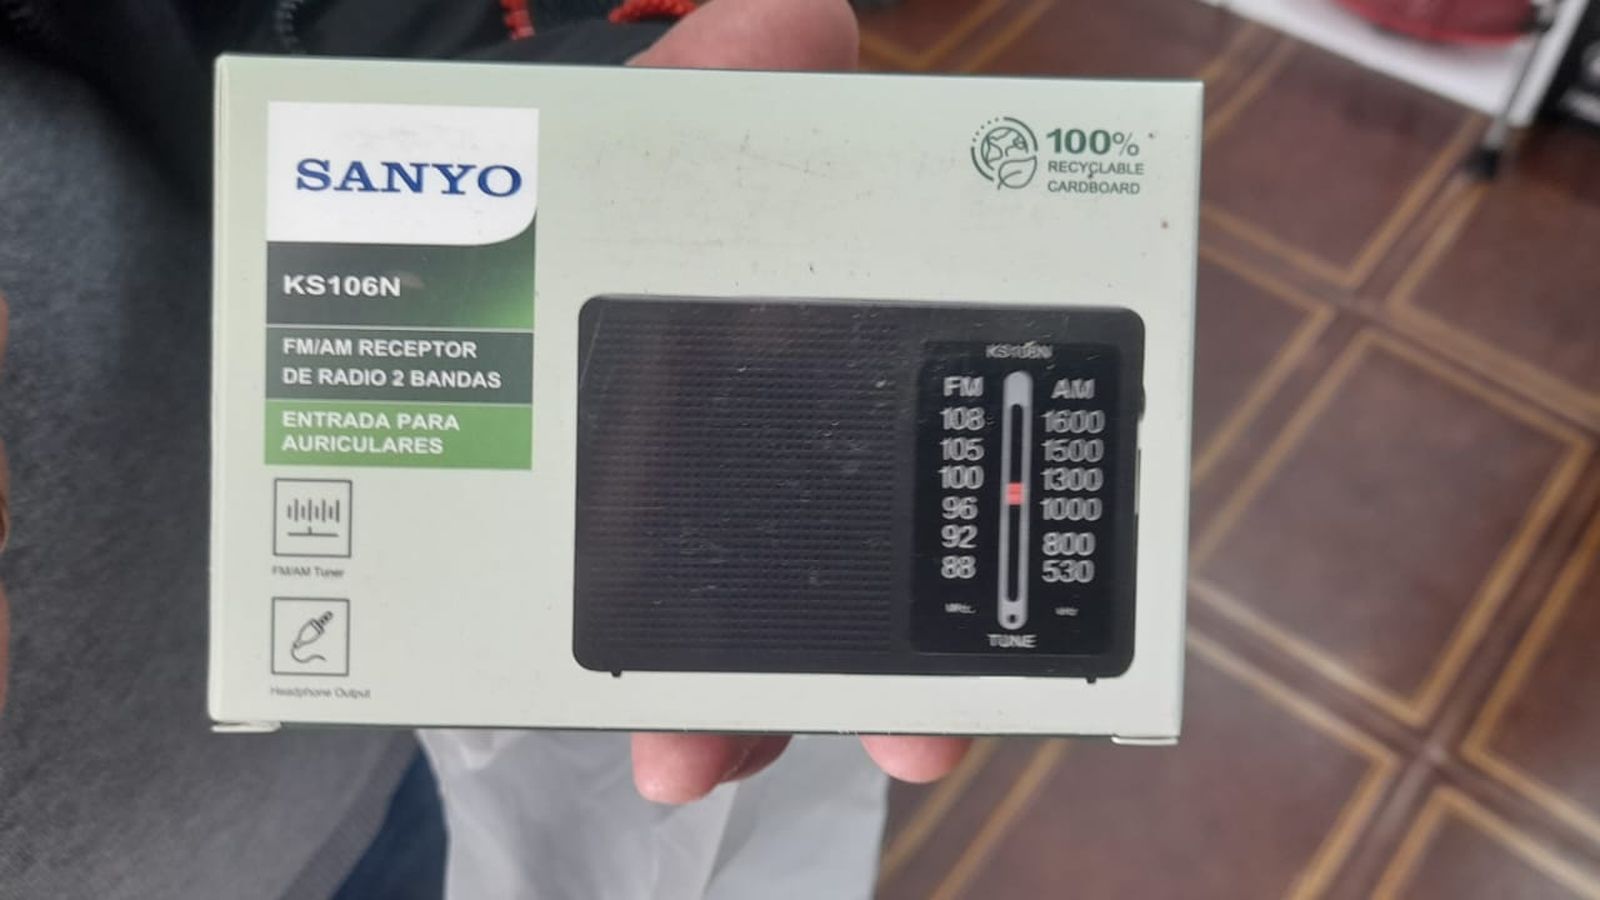 SANYO
KS106N
FM/AM RECEPTOR
DE RADIO 2 BANDAS
ENTRADA PARA
AURICULARES
FM/AM Tuner
Headphone Output
100%
RECYCLABLE
CARDBOARD
FM AM
108 1600
105 1500
100 1300
96 1000
92 800
88 530
TUNE